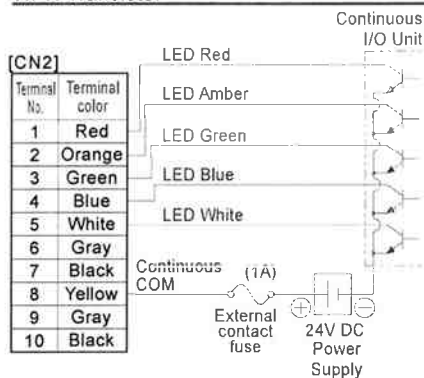 Continuous
I/O Unit
[CN2]
Terminal No. Terminal color
1 Red
2 Orange
3 Green
4 Blue
5 White
6 Gray
7 Black
8 Yellow
9 Gray
10 Black
LED Red
LED Amber
LED Green
LED Blue
LED White
Continuous
COM
(1A)
External
contact
fuse
+ −
24V DC
Power
Supply